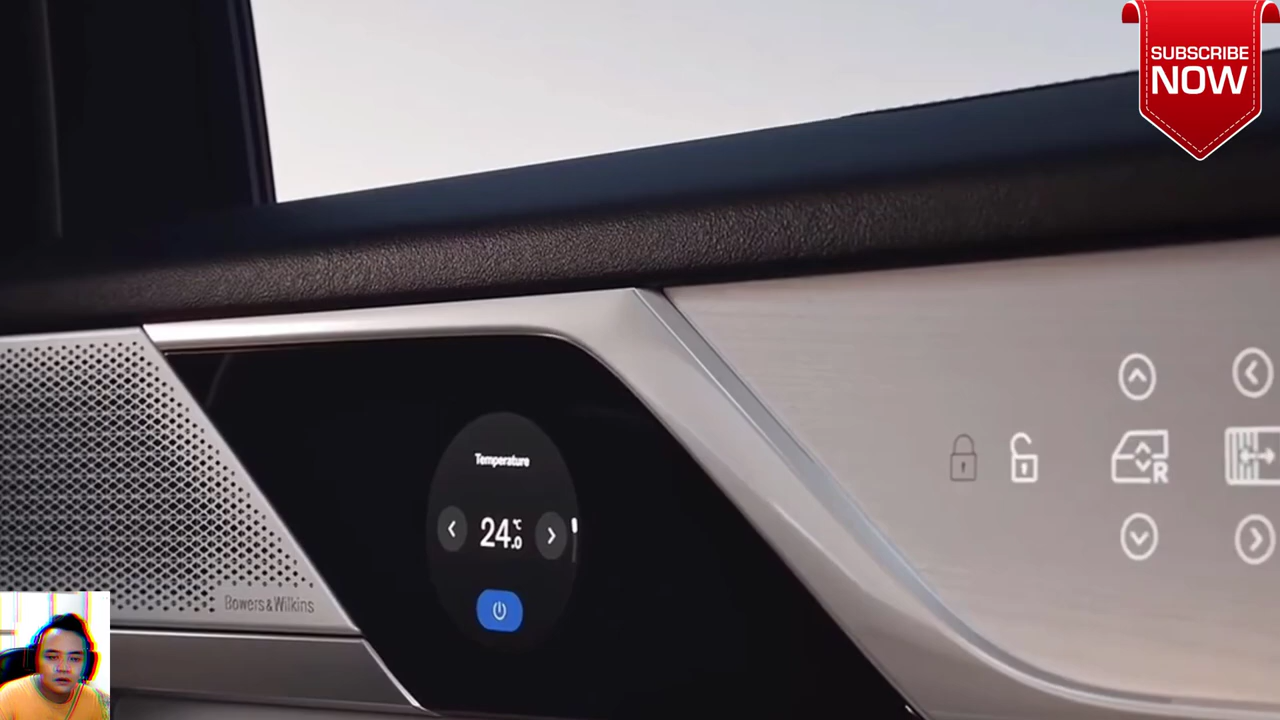 SUBSCRIBE
NOW
Temperature
24.0 °C
Bowers & Wilkins
R